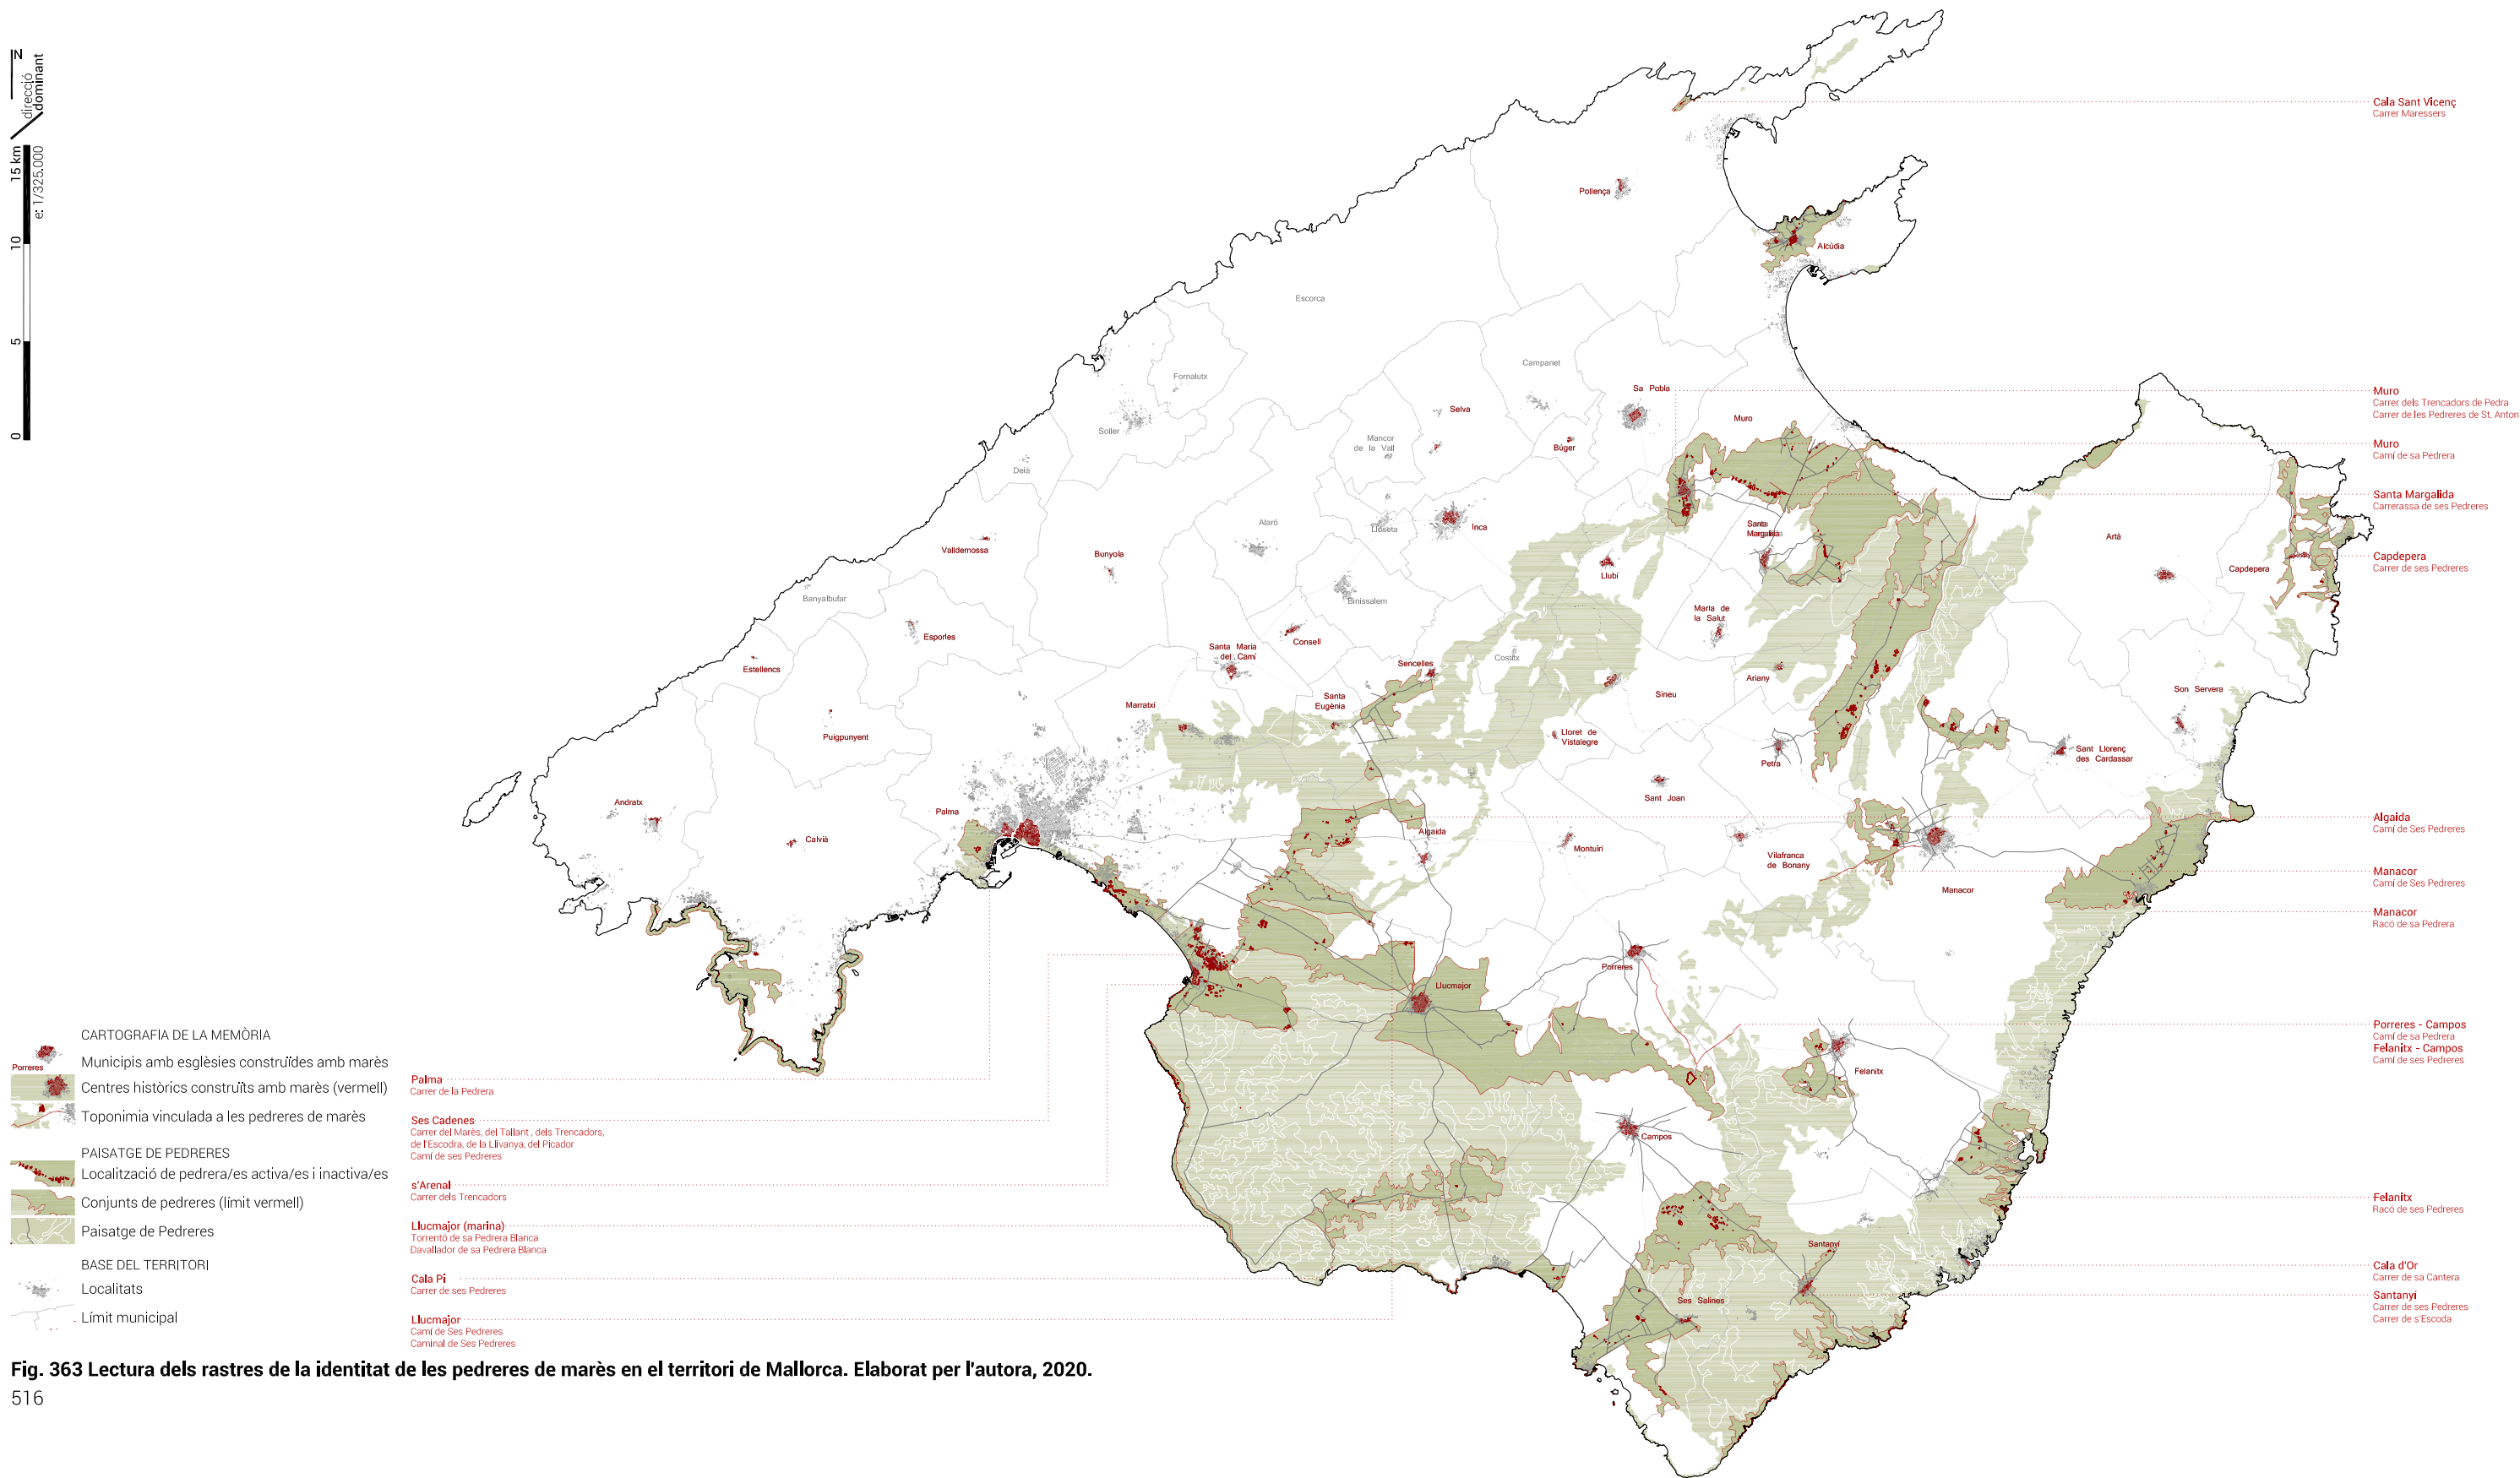 N
direcció
dominant
15 km
10
5
0
e: 1/325.000
Cala Sant Vicenç
Carrer Maressers
Pollença
Alcúdia
Escorca
Campanet
Fornalutx
Sa Pobla
Muro
Carrer dels Trencadors de Pedra
Carrer de les Pedreres de St. Anton
Selva
Muro
Soller
Mancor
de la Vall
Búger
Muro
Camí de sa Pedrera
Deià
Santa Margalida
Carrerassa de ses Pedreres
Alaró
Lloseta
Inca
Santa
Margalida
Artà
Valldemossa
Bunyola
Llubí
Capdepera
Capdepera
Carrer de ses Pedreres
Banyalbufar
Binissalem
Maria de
la Salut
Esporles
Consell
Santa Maria
del Camí
Estellencs
Sencelles
Costitx
Ariany
Sineu
Son Servera
Santa
Eugènia
Marratxí
Puigpunyent
Lloret de
Vistalegre
Petra
Sant Llorenç
des Cardassar
Andratx
Palma
Sant Joan
Algaida
Camí de Ses Pedreres
Algaida
Calvià
Montuïri
Vilafranca
de Bonany
Manacor
Camí de Ses Pedreres
Manacor
Manacor
Racó de sa Pedrera
Porreres
Llucmajor
Porreres - Campos
Camí de sa Pedrera
Felanitx - Campos
Camí de ses Pedreres
Felanitx
Campos
Felanitx
Racó de ses Pedreres
Santanyí
Cala d'Or
Carrer de sa Cantera
Ses Salines
Santanyí
Carrer de ses Pedreres
Carrer de s'Escoda
Palma
Carrer de la Pedrera
Ses Cadenes
Carrer del Marès, del Tallant , dels Trencadors,
de l'Escodra, de la Llivanya, del Picador
Camí de ses Pedreres
s'Arenal
Carrer dels Trencadors
Llucmajor (marina)
Torrentó de sa Pedrera Blanca
Davallador de sa Pedrera Blanca
Cala Pi
Carrer de ses Pedreres
Llucmajor
Camí de Ses Pedreres
Caminal de Ses Pedreres
CARTOGRAFIA DE LA MEMÒRIA
Porreres
Municipis amb esglèsies construïdes amb marès
Centres històrics construïts amb marès (vermell)
Toponimia vinculada a les pedreres de marès
PAISATGE DE PEDRERES
Localització de pedrera/es activa/es i inactiva/es
Conjunts de pedreres (límit vermell)
Paisatge de Pedreres
BASE DEL TERRITORI
Localitats
Límit municipal
Fig. 363 Lectura dels rastres de la identitat de les pedreres de marès en el territori de Mallorca. Elaborat per l'autora, 2020.
516